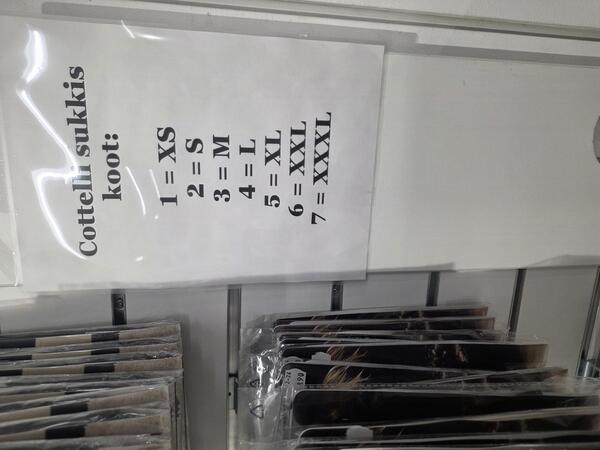 Cottelli sukkis
koot:
1 = XS
2 = S
3 = M
4 = L
5 = XL
6 = XXL
7 = XXXL